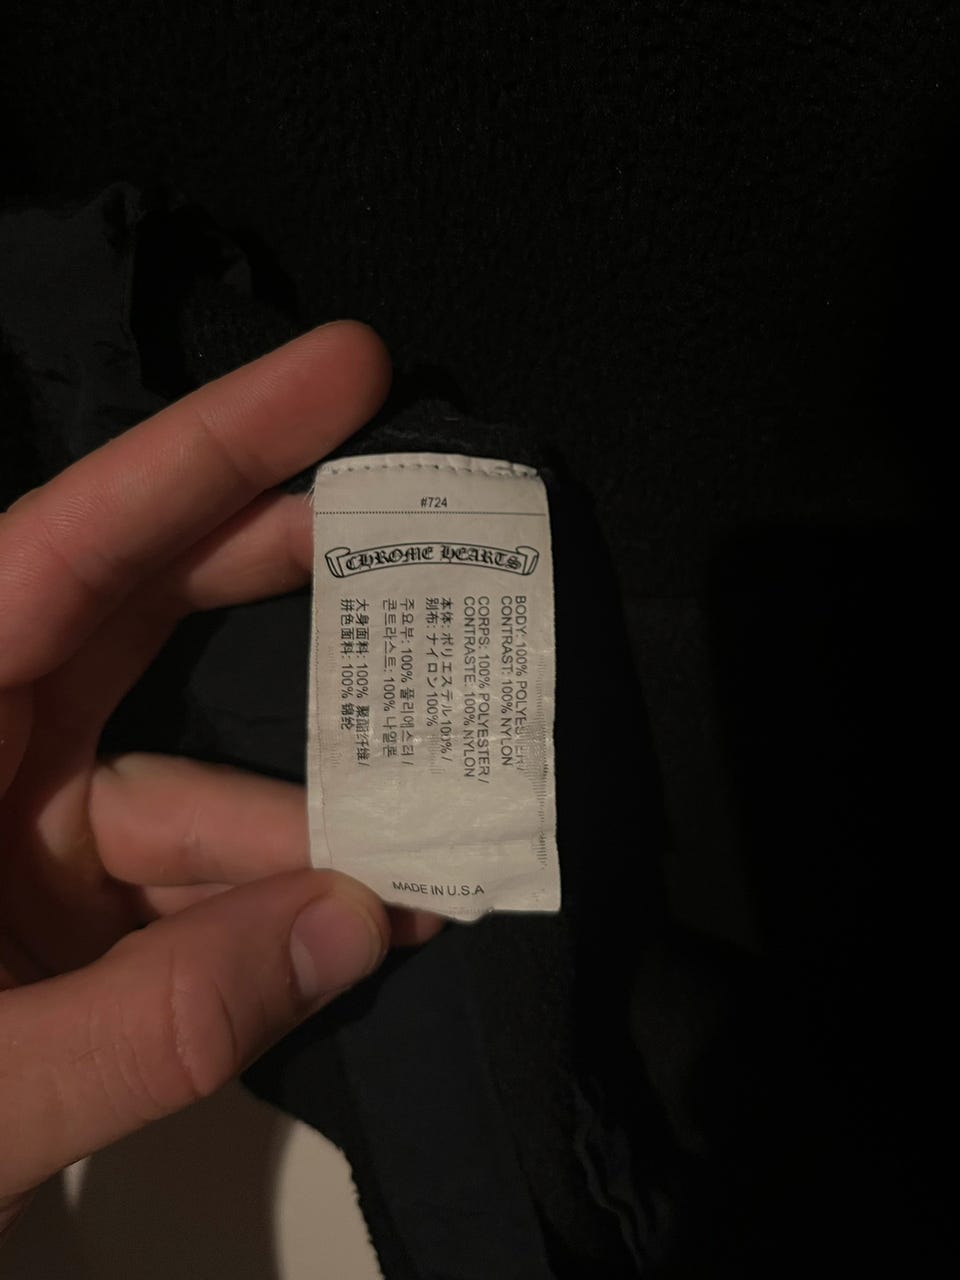 #724
CHROME HEARTS
BODY: 100% POLYESTER/
CONTRAST: 100% NYLON
CORPS: 100% POLYESTER/
CONTRASTE: 100% NYLON
本体: ポリエステル 100% /
別布: ナイロン 100%
주요부: 100% 폴리에스터 /
콘트라스트: 100% 나일론
大身面料: 100% 聚酯纤维/
拼色面料: 100% 锦纶
MADE IN U.S.A